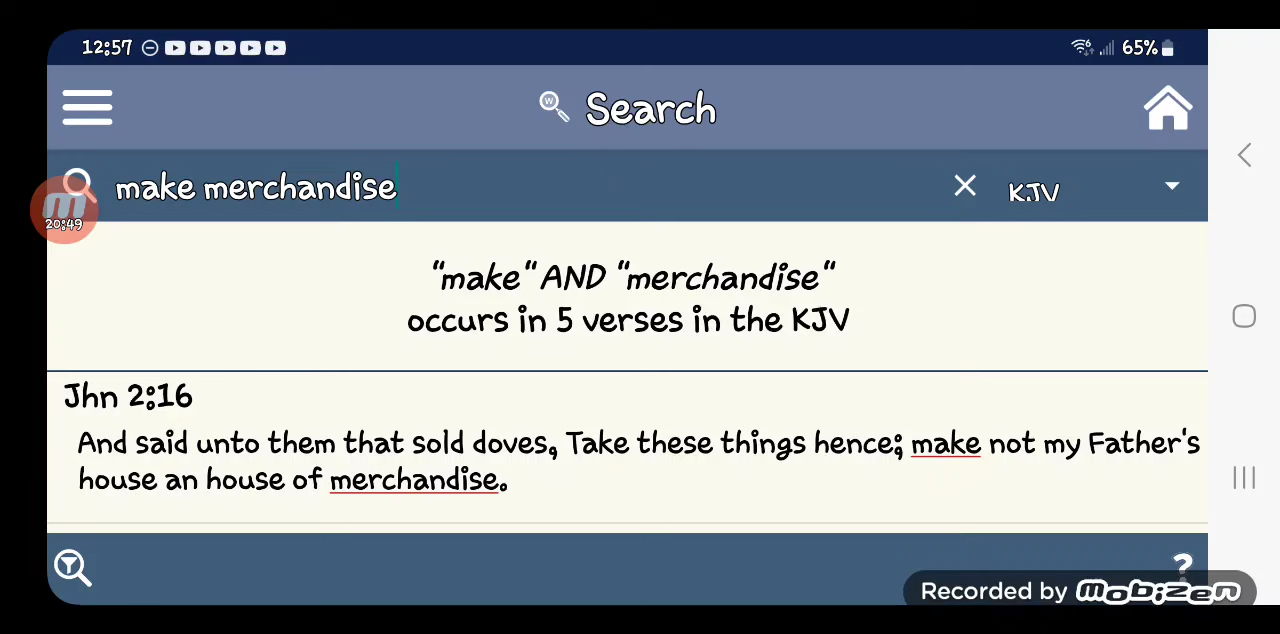 12:57 65%
Search
make merchandise KJV
20:49
"make" AND "merchandise"
occurs in 5 verses in the KJV
Jhn 2:16
And said unto them that sold doves, Take these things hence; make not my Father's
house an house of merchandise.
?
Recorded by mobizen